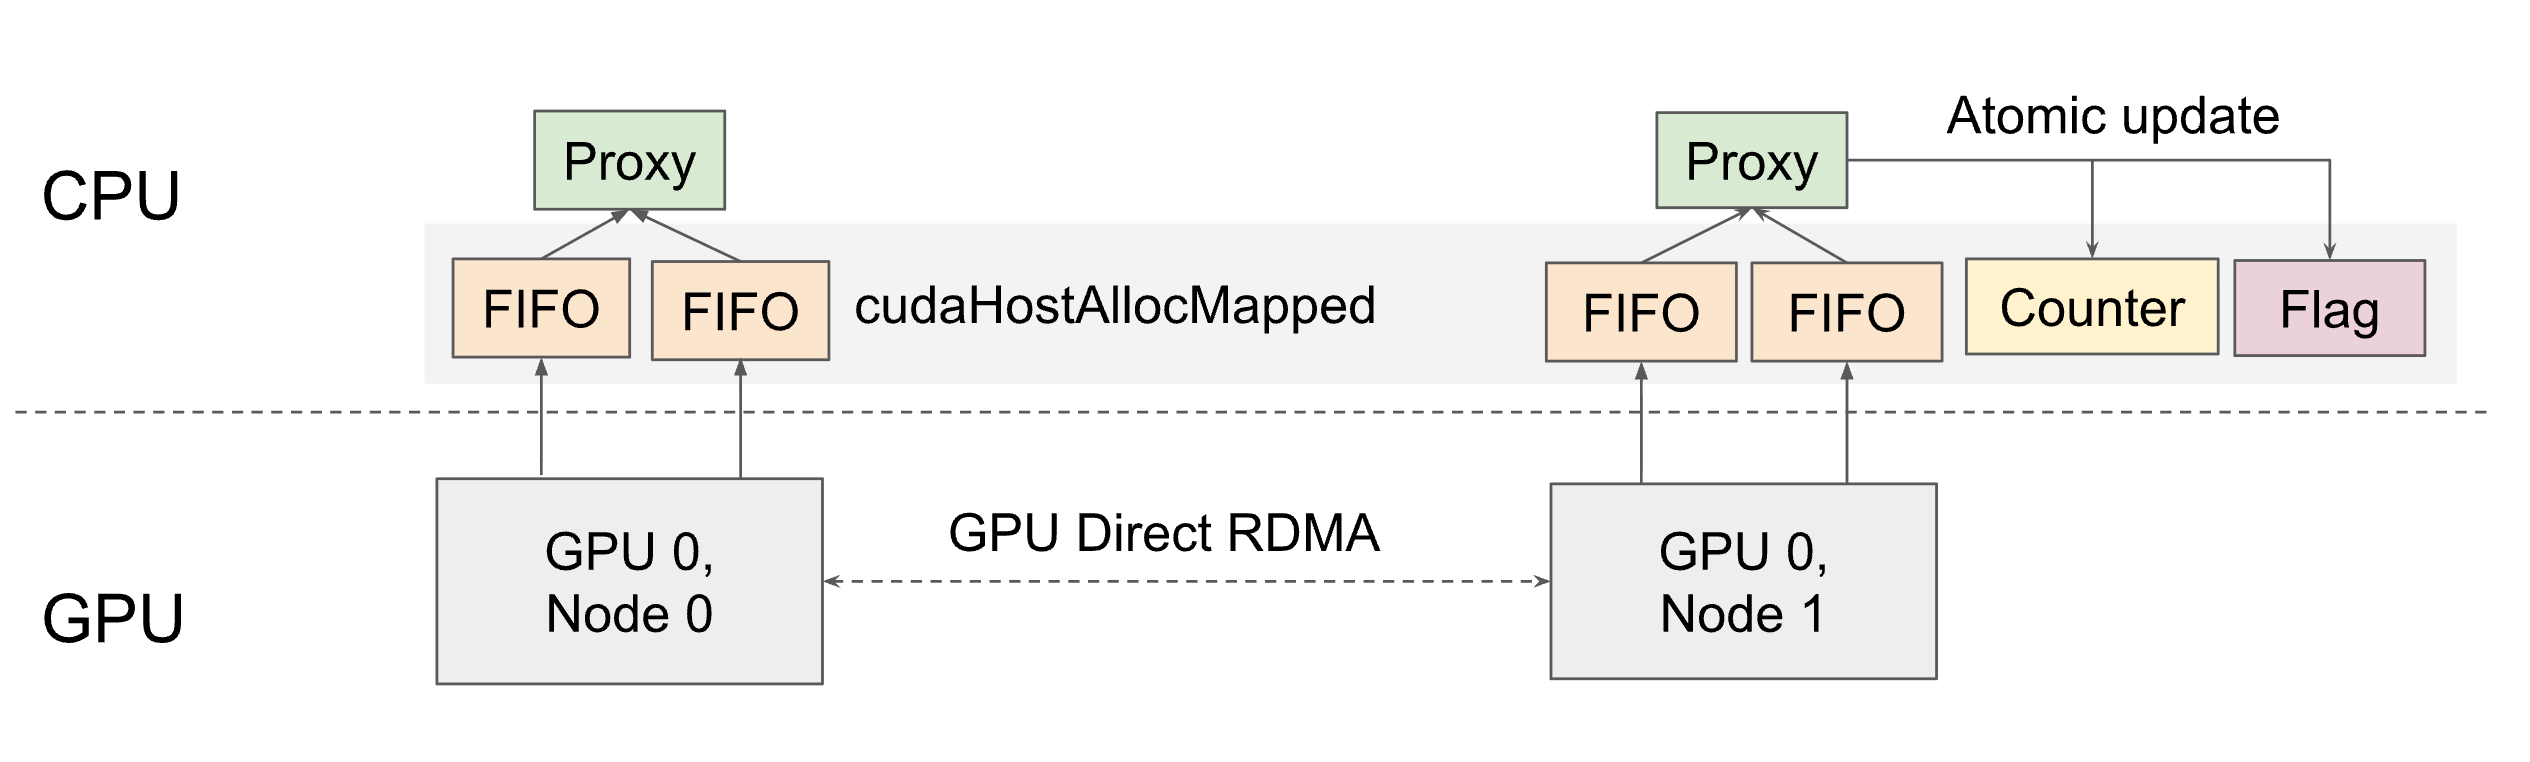 CPU
Proxy
Proxy
Atomic update
FIFO
FIFO
cudaHostAllocMapped
FIFO
FIFO
Counter
Flag
GPU
GPU 0,
Node 0
GPU Direct RDMA
GPU 0,
Node 1